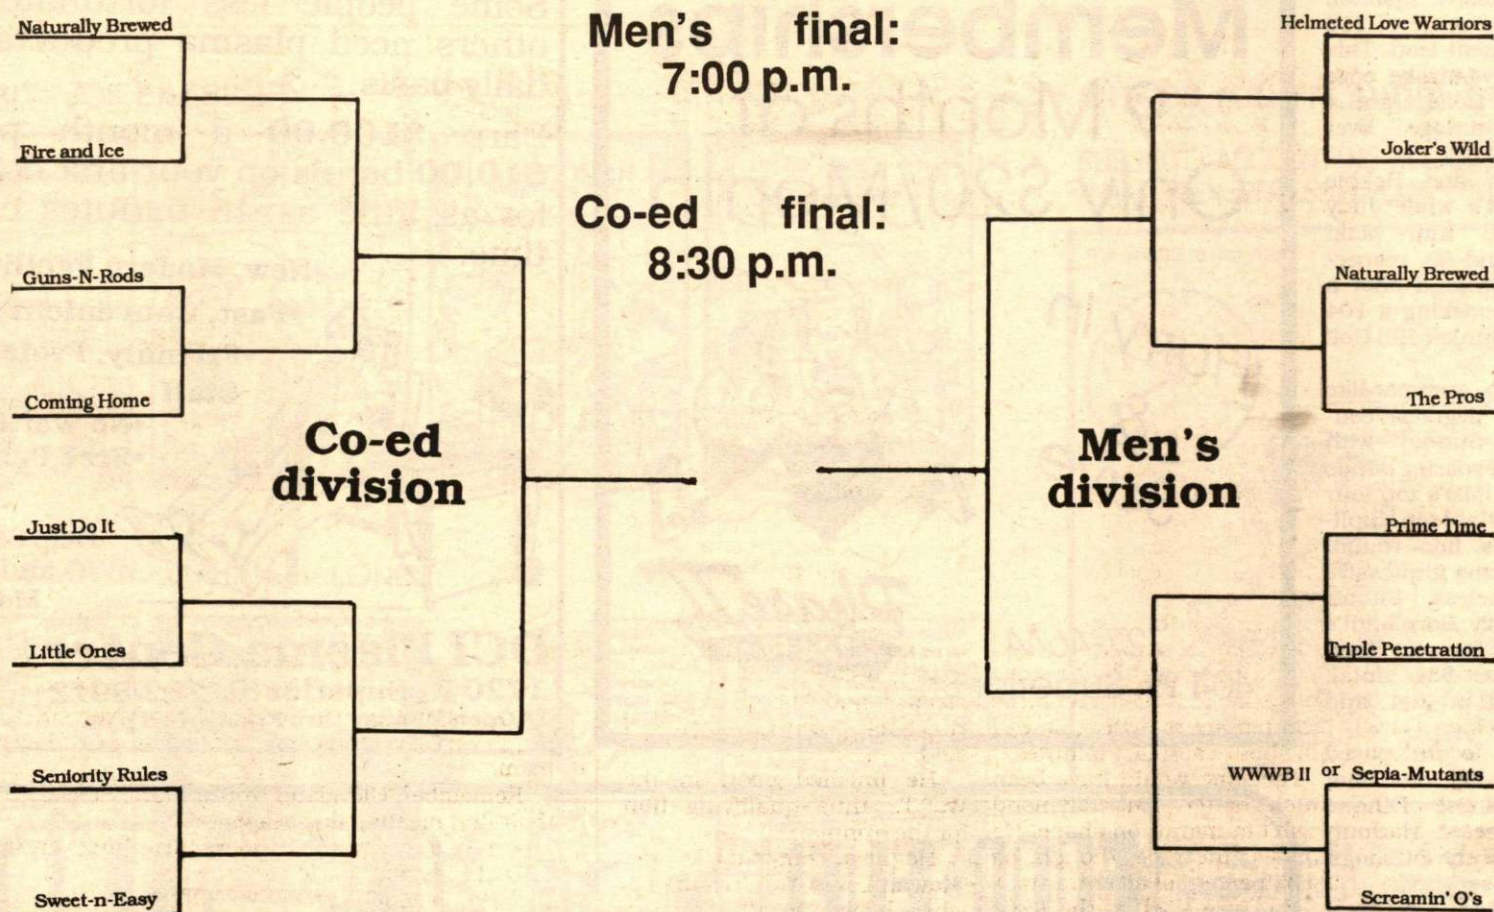 Naturally Brewed
Fire and Ice
Guns-N-Rods
Coming Home
Just Do It
Little Ones
Seniority Rules
Sweet-n-Easy
Co-ed
division
Men's final:
7:00 p.m.
Co-ed final:
8:30 p.m.
Men's
division
Helmeted Love Warriors
Joker's Wild
Naturally Brewed
The Pros
Prime Time
Triple Penetration
WWWB II or Sepia-Mutants
Screamin' O's